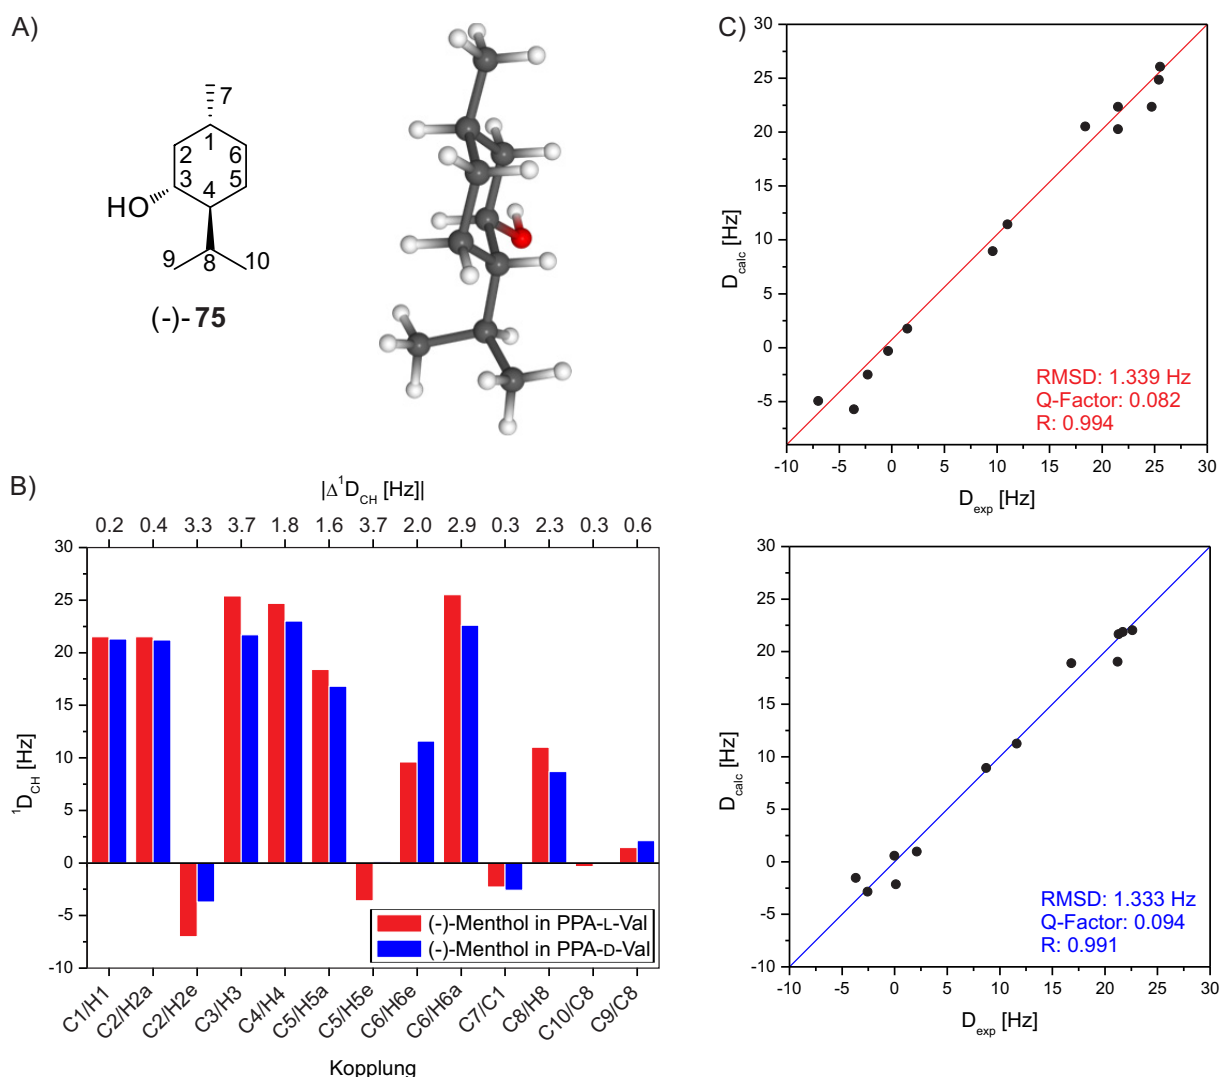 A)
7
1
2
6
3
5
4
HO
9
8
10
(-)-75
B)
|Δ¹D_CH [Hz]|
0.2 0.4 3.3 3.7 1.8 1.6 3.7 2.0 2.9 0.3 2.3 0.3 0.6
30
25
20
15
10
5
0
-5
-10
¹D_CH [Hz]
(-)-Menthol in PPA-L-Val
(-)-Menthol in PPA-D-Val
C1/H1 C2/H2a C2/H2e C3/H3 C4/H4 C5/H5a C5/H5e C6/H6e C6/H6a C7/C1 C8/H8 C10/C8 C9/C8
Kopplung
C)
30
25
20
15
10
5
0
-5
D_calc [Hz]
RMSD: 1.339 Hz
Q-Factor: 0.082
R: 0.994
-10 -5 0 5 10 15 20 25 30
D_exp [Hz]
30
25
20
15
10
5
0
-5
-10
D_calc [Hz]
RMSD: 1.333 Hz
Q-Factor: 0.094
R: 0.991
-10 -5 0 5 10 15 20 25 30
D_exp [Hz]